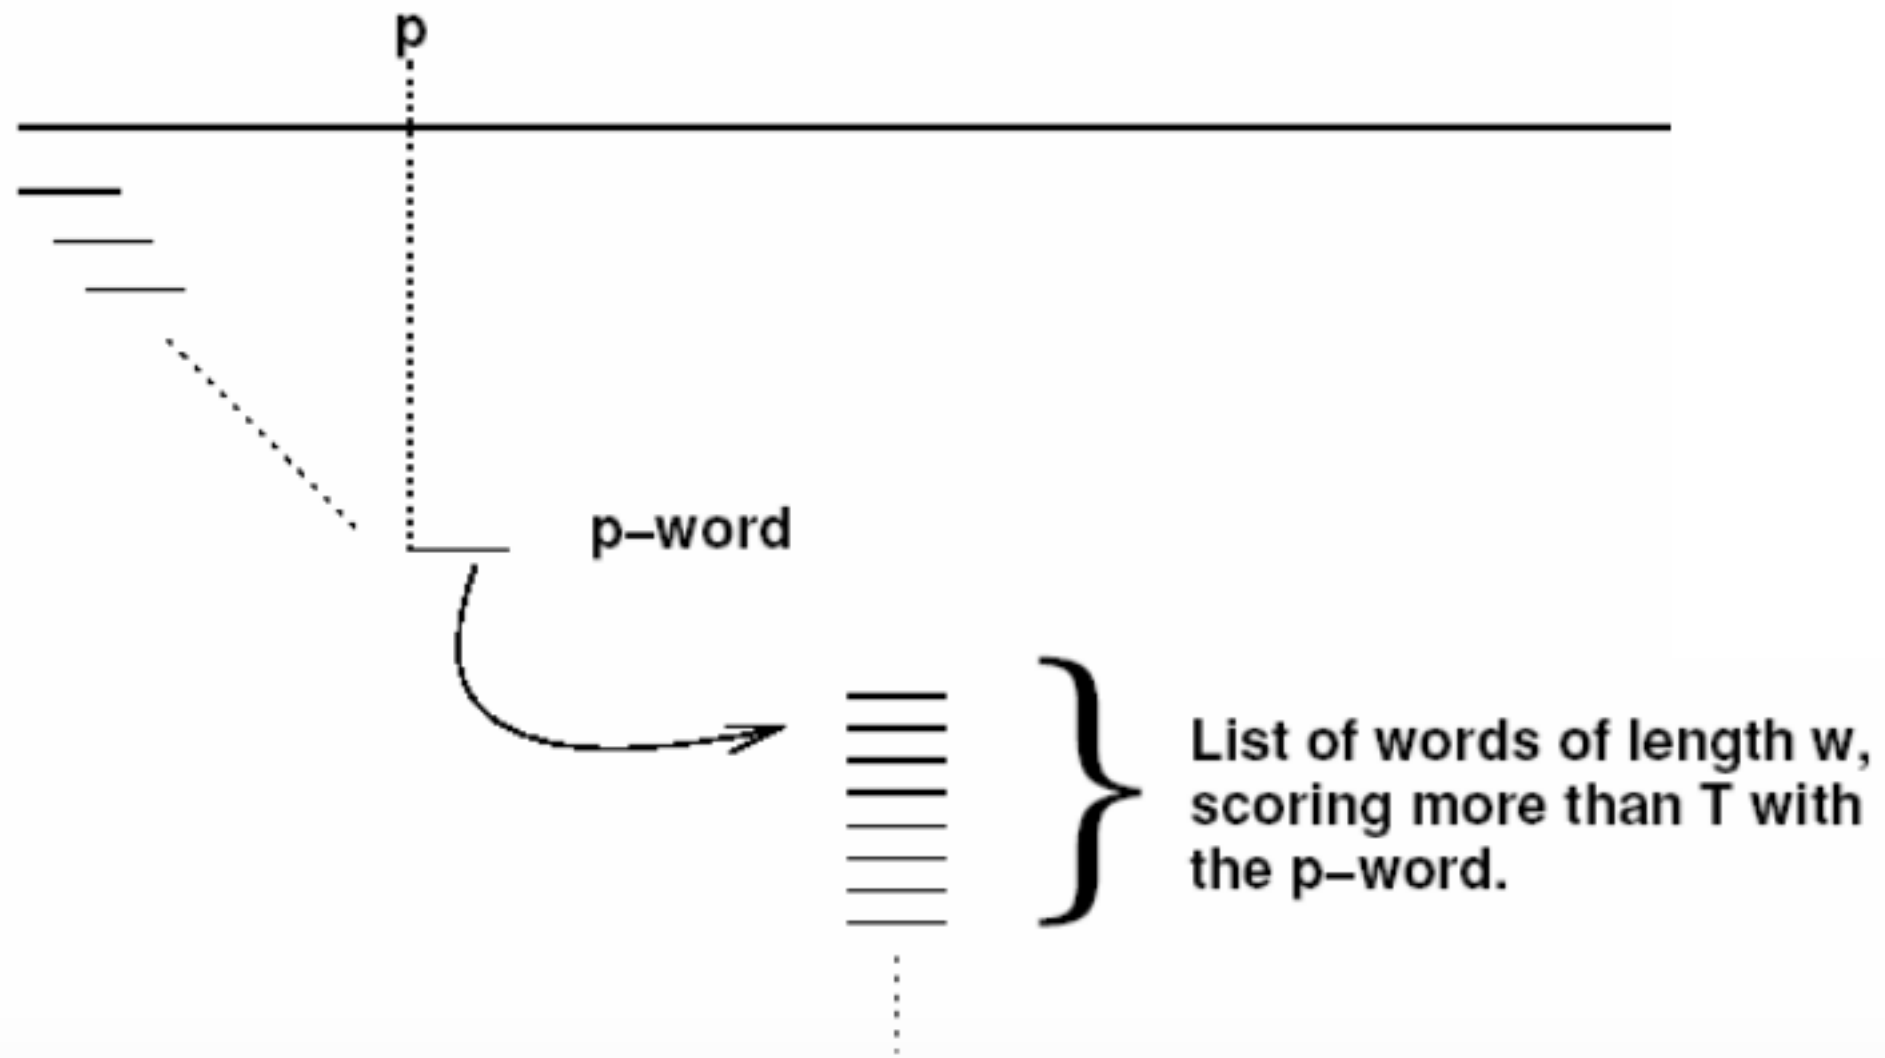 p
p–word
List of words of length w,
scoring more than T with
the p–word.